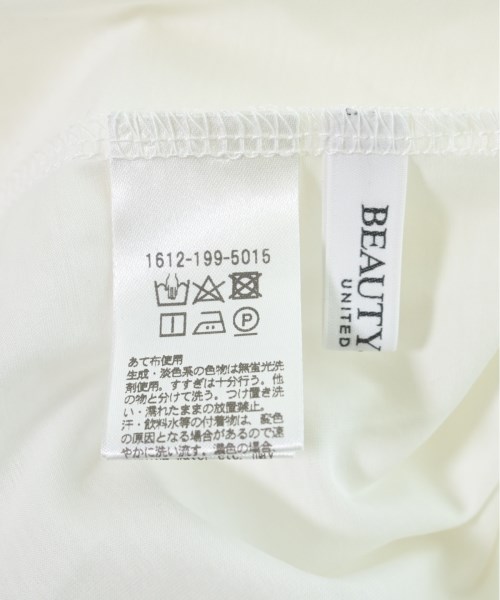 1612-199-5015
P
あて布使用
生成・淡色系の色物は無蛍光洗
剤使用。すすぎは十分行う。他
の物と分けて洗う。つけ置き洗
い・濡れたままの放置禁止。
汗・飲料水等の付着物は、変色
の原因となる場合があるので速
やかに洗い流す。濃色の場合、
BEAUTY
UNITED